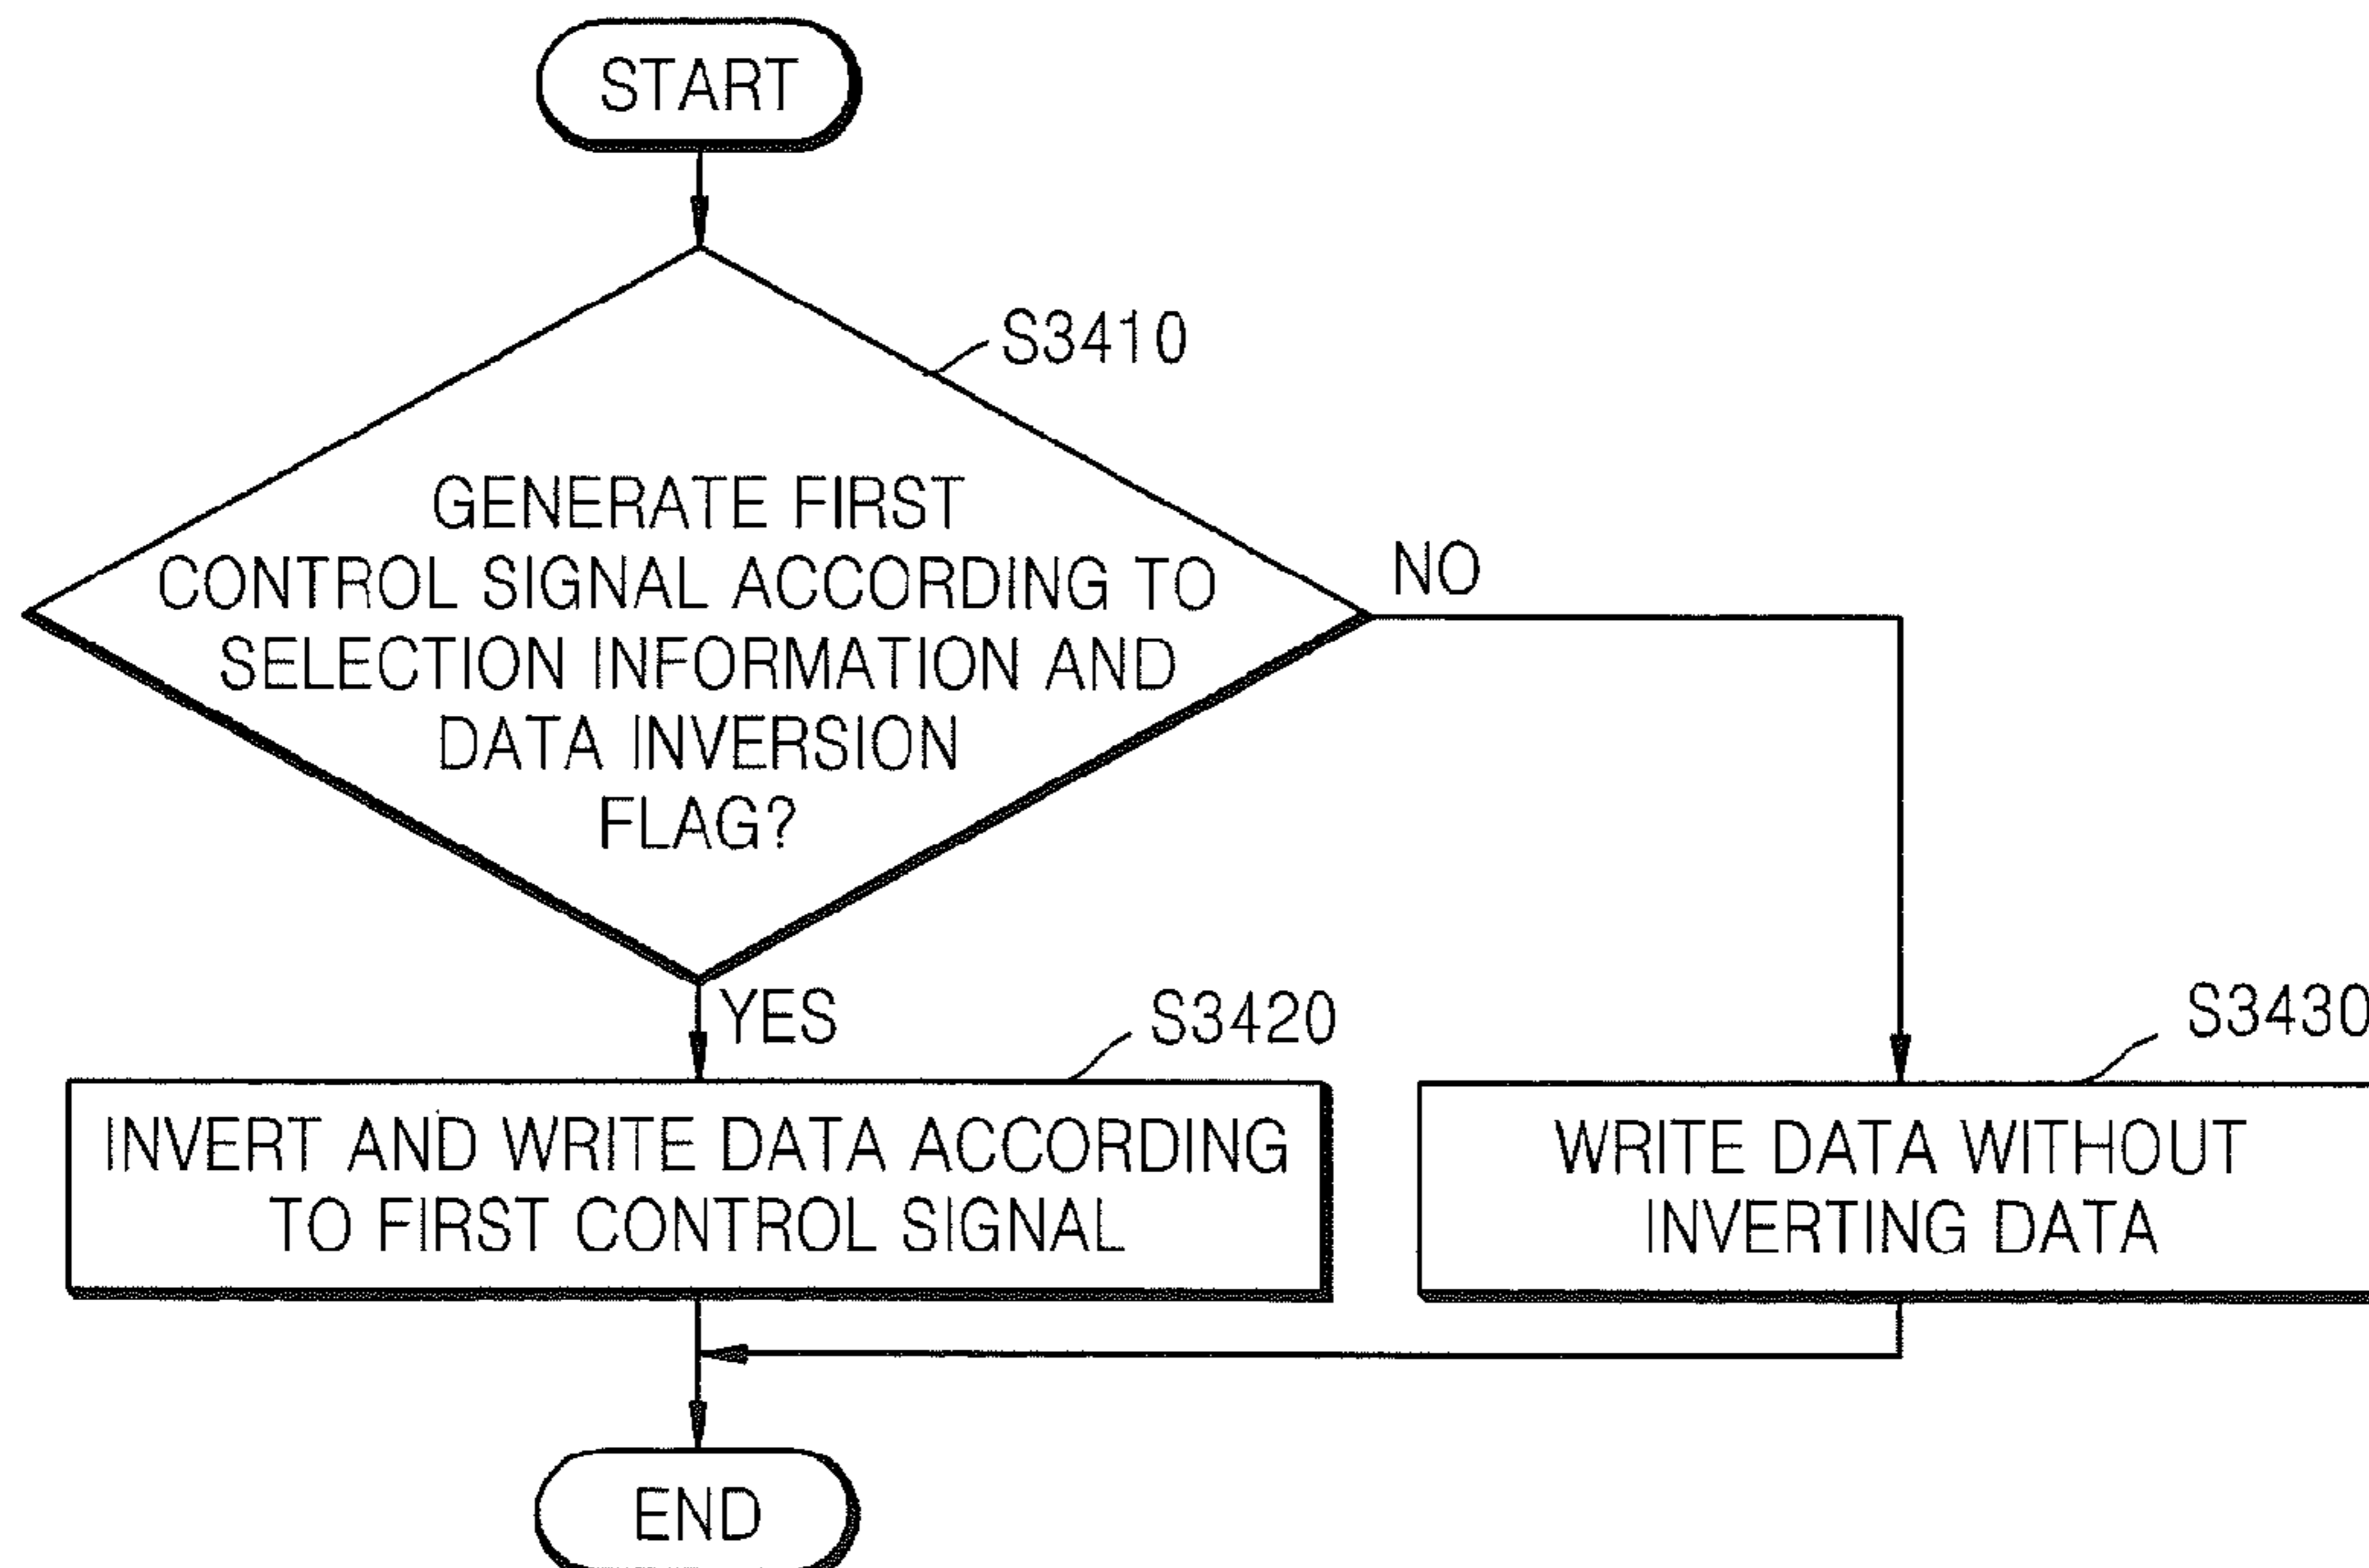 START
S3410
GENERATE FIRST
CONTROL SIGNAL ACCORDING TO
SELECTION INFORMATION AND
DATA INVERSION
FLAG?
NO
YES
S3420
INVERT AND WRITE DATA ACCORDING
TO FIRST CONTROL SIGNAL
S3430
WRITE DATA WITHOUT
INVERTING DATA
END